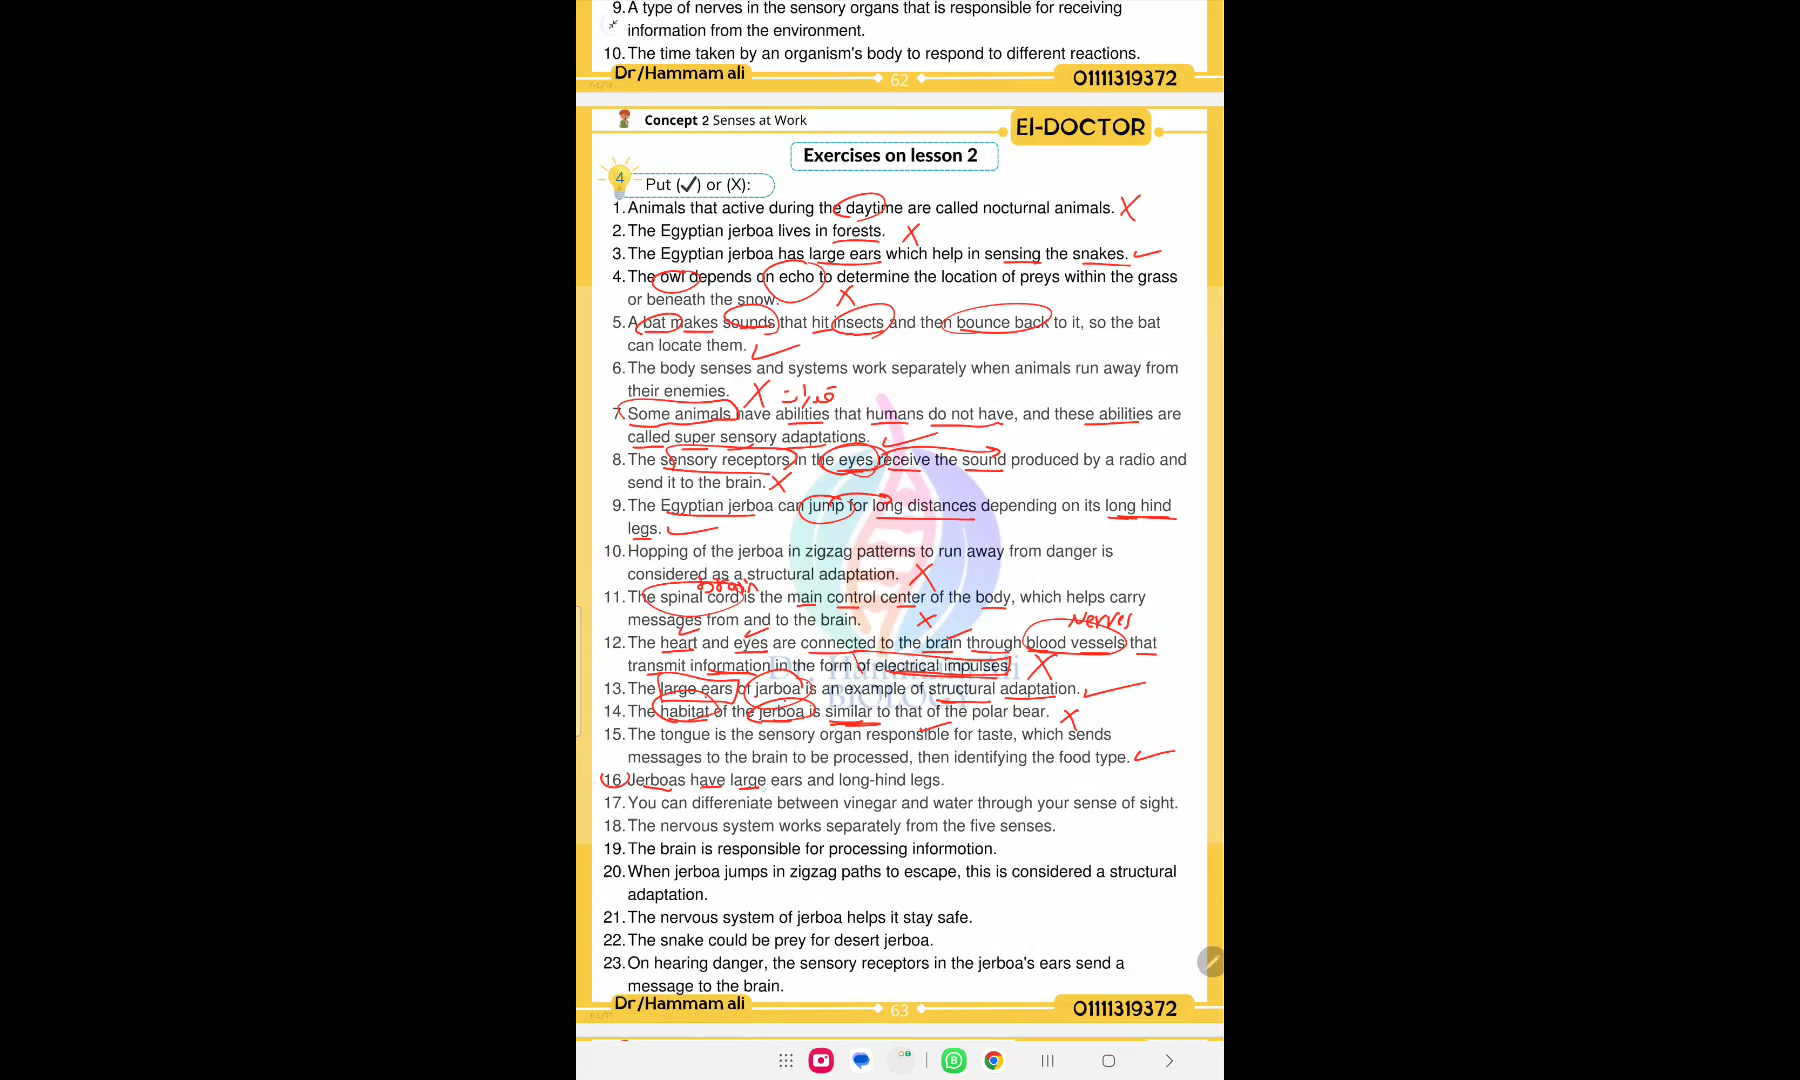 9. A type of nerves in the sensory organs that is responsible for receiving
information from the environment.
10. The time taken by an organism's body to respond to different reactions.
Dr/Hammam ali
62
01111319372
Concept 2 Senses at Work
El-DOCTOR
Exercises on lesson 2
4
Put (✓) or (X):
1. Animals that active during the daytime are called nocturnal animals. X
2. The Egyptian jerboa lives in forests. X
3. The Egyptian jerboa has large ears which help in sensing the snakes. ✓
4. The owl depends on echo to determine the location of preys within the grass
or beneath the snow. X
5. A bat makes sounds that hit insects and then bounce back to it, so the bat
can locate them. ✓
6. The body senses and systems work separately when animals run away from
their enemies. X قدرات
7. Some animals have abilities that humans do not have, and these abilities are
called super sensory adaptations. ✓
8. The sensory receptors in the eyes receive the sound produced by a radio and
send it to the brain. X
9. The Egyptian jerboa can jump for long distances depending on its long hind
legs. ✓
10. Hopping of the jerboa in zigzag patterns to run away from danger is
considered as a structural adaptation. X
brain
11. The spinal cord is the main control center of the body, which helps carry
messages from and to the brain. X
Nerves
12. The heart and eyes are connected to the brain through blood vessels that
transmit information in the form of electrical impulses. X
13. The large ears of jarboa is an example of structural adaptation. ✓
14. The habitat of the jerboa is similar to that of the polar bear. X
15. The tongue is the sensory organ responsible for taste, which sends
messages to the brain to be processed, then identifying the food type. ✓
16. Jerboas have large ears and long-hind legs.
17. You can differeniate between vinegar and water through your sense of sight.
18. The nervous system works separately from the five senses.
19. The brain is responsible for processing informotion.
20. When jerboa jumps in zigzag paths to escape, this is considered a structural
adaptation.
21. The nervous system of jerboa helps it stay safe.
22. The snake could be prey for desert jerboa.
23. On hearing danger, the sensory receptors in the jerboa's ears send a
message to the brain.
Dr/Hammam ali
63
01111319372